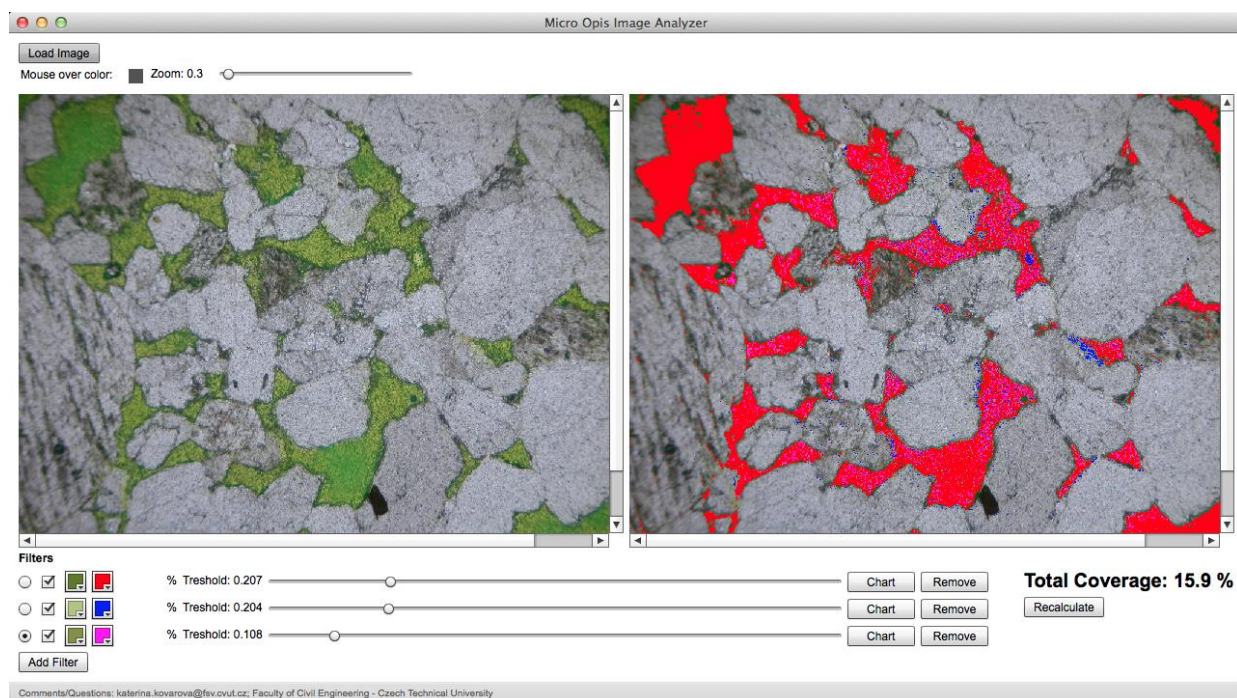 Micro Opis Image Analyzer
Load Image
Mouse over color: Zoom: 0.3
Filters
% Treshold: 0.207 Chart Remove
% Treshold: 0.204 Chart Remove
% Treshold: 0.108 Chart Remove
Total Coverage: 15.9 %
Recalculate
Add Filter
Comments/Questions: katerina.kovarova@fsv.cvut.cz; Faculty of Civil Engineering - Czech Technical University